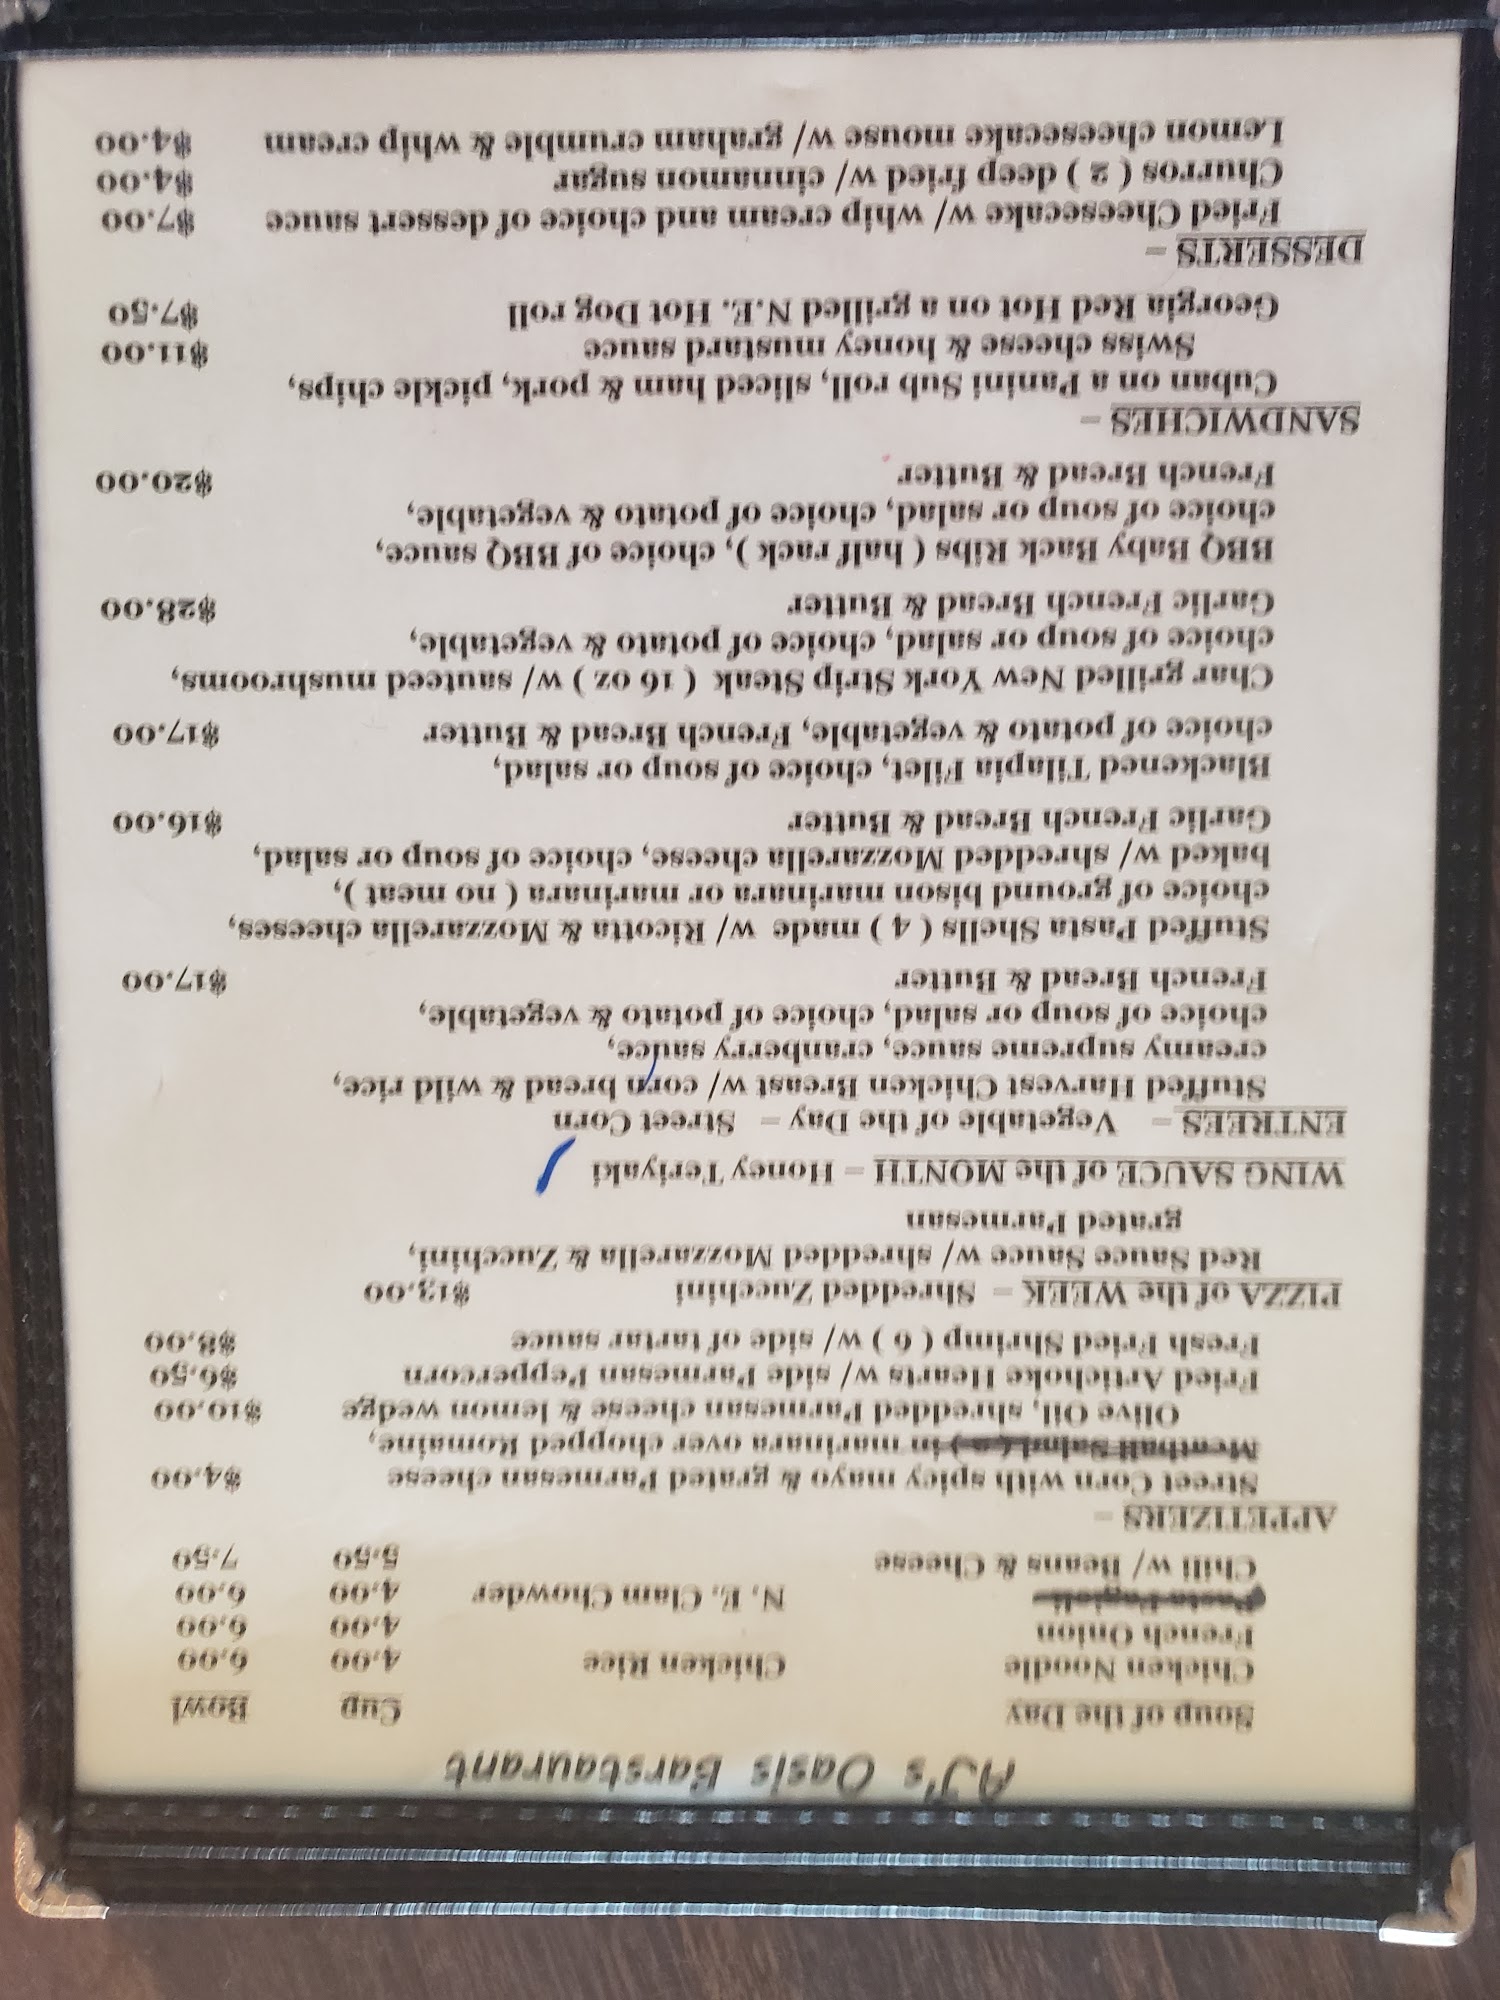 AJ's Oasis Barstaurant
Soup of the Day Cup Bowl
Chicken Noodle Chicken Rice 4.00 6.00
French Onion 4.00 6.00
Pasta Fagioli N. E. Clam Chowder 4.00 6.00
Chili w/ Beans & Cheese 5.50 7.50
APPETIZERS –
Street Corn with spicy mayo & grated Parmesan cheese $4.00
Meatball Salad ( 2 ) in marinara over chopped Romaine,
Olive Oil, shredded Parmesan cheese & lemon wedge $10.00
Fried Artichoke Hearts w/ side Parmesan Peppercorn $6.50
Fresh Fried Shrimp ( 6 ) w/ side of tartar sauce $8.00
PIZZA of the WEEK – Shredded Zucchini $13.00
Red Sauce Sauce w/ shredded Mozzarella & Zucchini,
grated Parmesan
WING SAUCE of the MONTH – Honey Teriyaki
ENTREES – Vegetable of the Day – Street Corn
Stuffed Harvest Chicken Breast w/ corn bread & wild rice,
creamy supreme sauce, cranberry sauce,
choice of soup or salad, choice of potato & vegetable,
French Bread & Butter $17.00
Stuffed Pasta Shells ( 4 ) made w/ Ricotta & Mozzarella cheeses,
choice of ground bison marinara or marinara ( no meat ),
baked w/ shredded Mozzarella cheese, choice of soup or salad,
Garlic French Bread & Butter $16.00
Blackened Tilapia Filet, choice of soup or salad,
choice of potato & vegetable, French Bread & Butter $17.00
Char grilled New York Strip Steak ( 16 oz ) w/ sauteed mushrooms,
choice of soup or salad, choice of potato & vegetable,
Garlic French Bread & Butter $28.00
BBQ Baby Back Ribs ( half rack ), choice of BBQ sauce,
choice of soup or salad, choice of potato & vegetable,
French Bread & Butter $20.00
SANDWICHES –
Cuban on a Panini Sub roll, sliced ham & pork, pickle chips,
Swiss cheese & honey mustard sauce $11.00
Georgia Red Hot on a grilled N.E. Hot Dog roll $7.50
DESSERTS –
Fried Cheesecake w/ whip cream and choice of dessert sauce $7.00
Churros ( 2 ) deep fried w/ cinnamon sugar $4.00
Lemon cheesecake mouse w/ graham crumble & whip cream $4.00